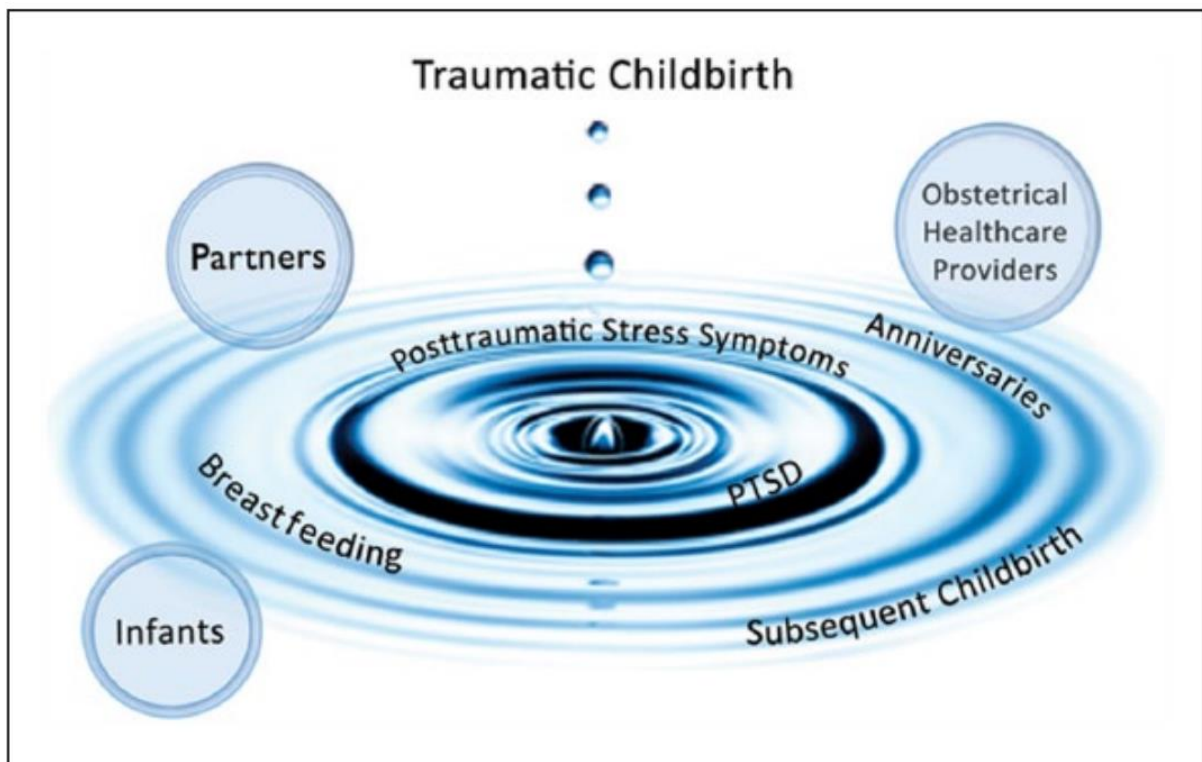 Traumatic Childbirth
Partners
Obstetrical
Healthcare
Providers
Posttraumatic Stress Symptoms
Anniversaries
PTSD
Breastfeeding
Subsequent Childbirth
Infants